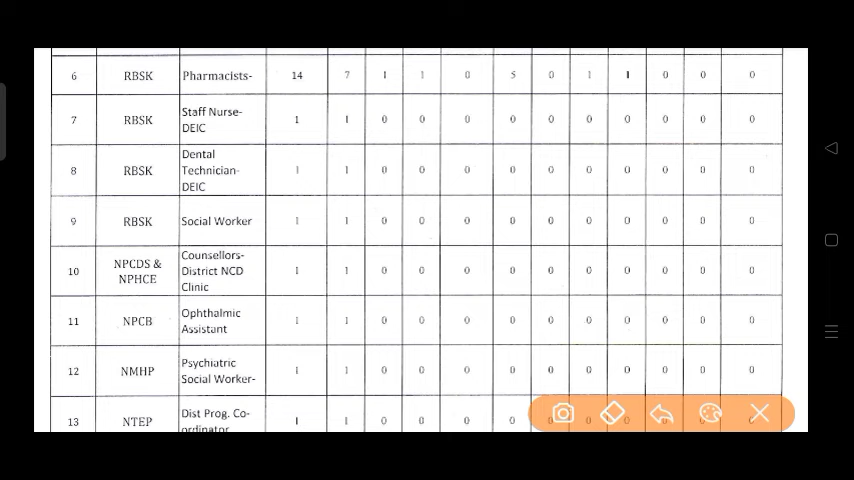 6 RBSK Pharmacists- 14 7 1 1 0 5 0 1 1 0 0 0
7 RBSK Staff Nurse- DEIC 1 1 0 0 0 0 0 0 0 0 0 0
8 RBSK Dental Technician- DEIC 1 1 0 0 0 0 0 0 0 0 0 0
9 RBSK Social Worker 1 1 0 0 0 0 0 0 0 0 0 0
10 NPCDS & NPHCE Counsellors- District NCD Clinic 1 1 0 0 0 0 0 0 0 0 0 0
11 NPCB Ophthalmic Assistant 1 1 0 0 0 0 0 0 0 0 0 0
12 NMHP Psychiatric Social Worker- 1 1 0 0 0 0 0 0 0 0 0 0
13 NTEP Dist Prog. Co- ordinator 1 1 0 0 0 0 0 0 0 0 0 0